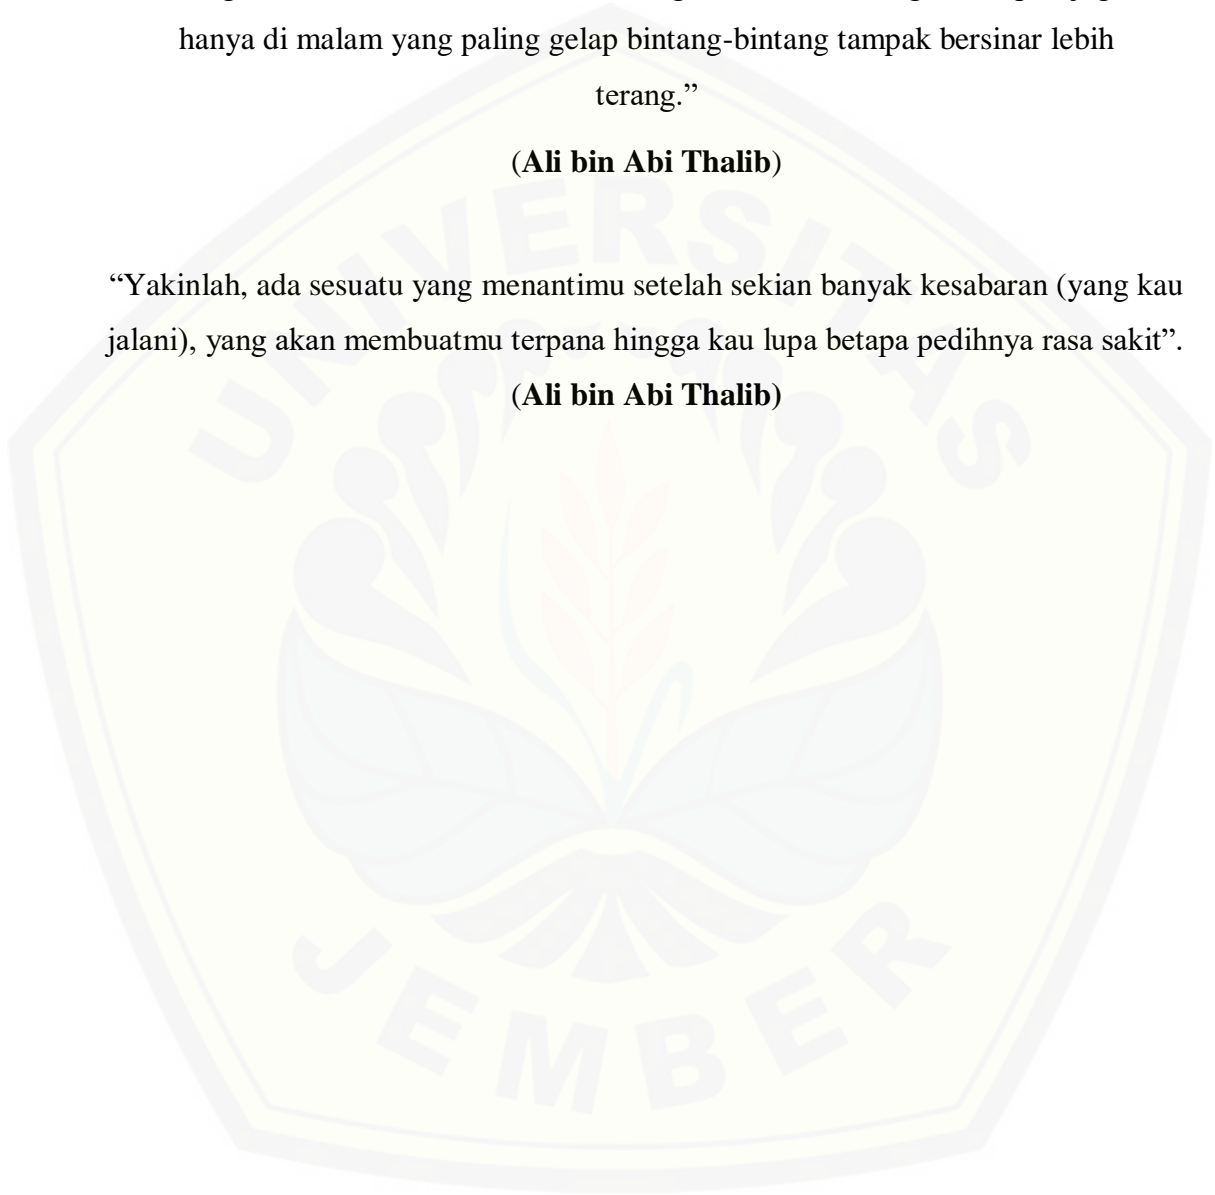 hanya di malam yang paling gelap bintang-bintang tampak bersinar lebih
terang.”
(Ali bin Abi Thalib)
“Yakinlah, ada sesuatu yang menantimu setelah sekian banyak kesabaran (yang kau
jalani), yang akan membuatmu terpana hingga kau lupa betapa pedihnya rasa sakit”.
(Ali bin Abi Thalib)
UNIVERSITAS
JEMBER